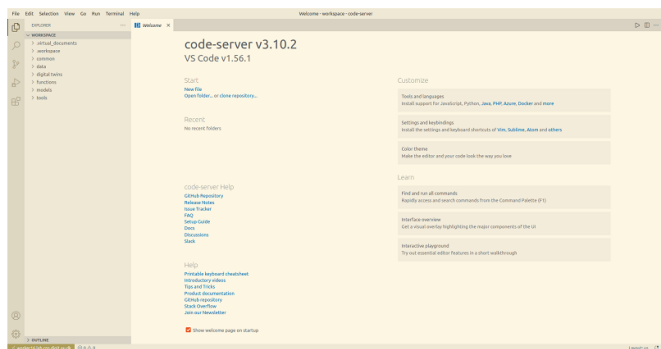 File Edit Selection View Go Run Terminal Help
Welcome - workspace - code-server
EXPLORER
WORKSPACE
.virtual_documents
.workspace
common
data
digital twins
functions
models
tools
OUTLINE
Welcome
code-server v3.10.2
VS Code v1.56.1
Start
New file
Open folder... or clone repository...
Recent
No recent folders
code-server Help
GitHub Repository
Release Notes
Issue Tracker
FAQ
Setup Guide
Docs
Discussions
Slack
Help
Printable keyboard cheatsheet
Introductory videos
Tips and Tricks
Product documentation
GitHub repository
Stack Overflow
Join our Newsletter
Show welcome page on startup
Customize
Tools and languages
Install support for JavaScript, Python, Java, PHP, Azure, Docker and more
Settings and keybindings
Install the settings and keyboard shortcuts of Vim, Sublime, Atom and others
Color theme
Make the editor and your code look the way you love
Learn
Find and run all commands
Rapidly access and search commands from the Command Palette (F1)
Interface overview
Get a visual overlay highlighting the major components of the UI
Interactive playground
Try out essential editor features in a short walkthrough